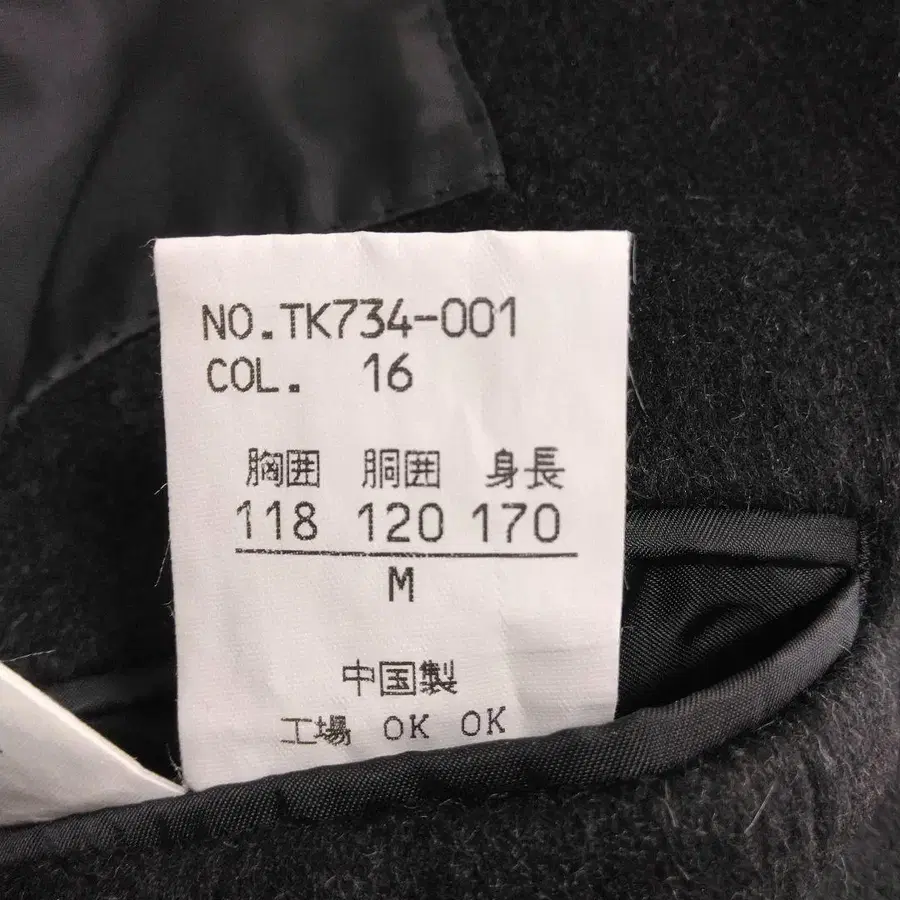 NO.TK734-001
COL. 16
胸囲 胴囲 身長
118 120 170
M
中国製
工場 OK OK